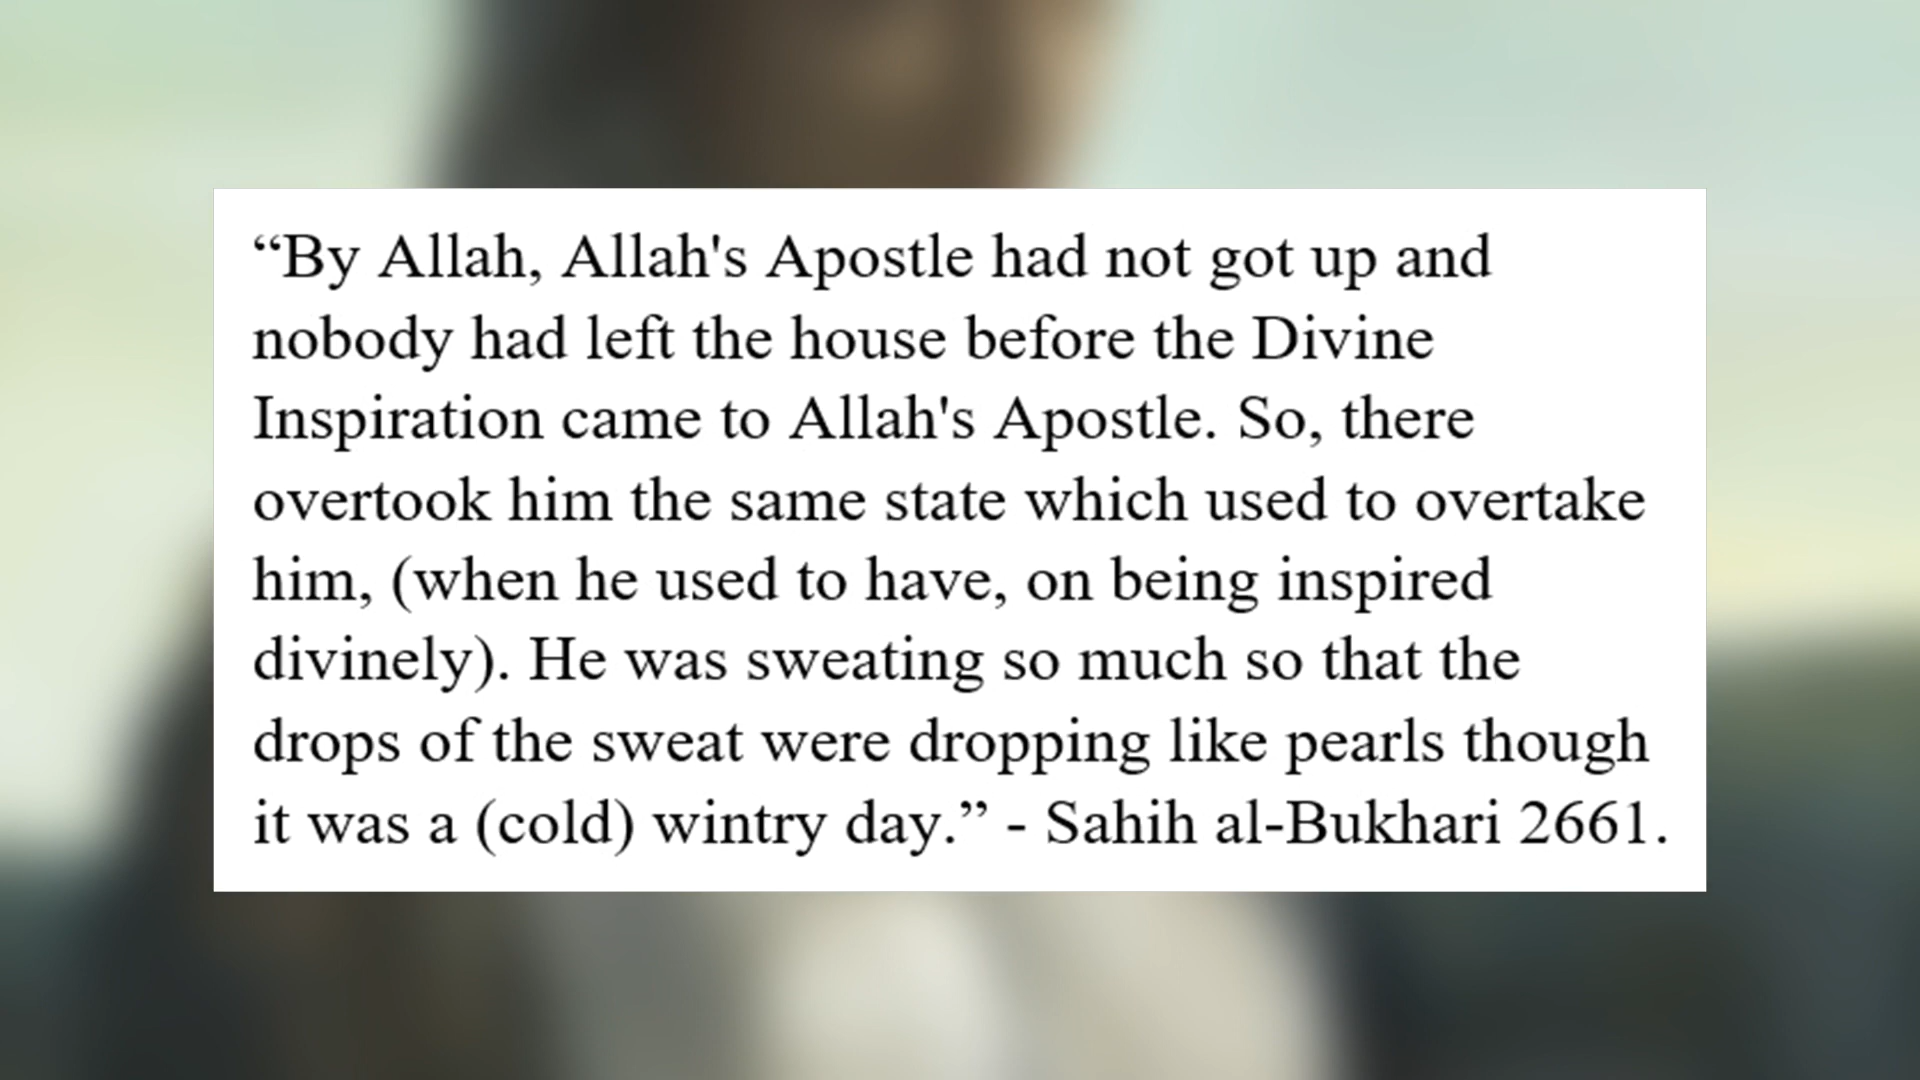 “By Allah, Allah's Apostle had not got up and
nobody had left the house before the Divine
Inspiration came to Allah's Apostle. So, there
overtook him the same state which used to overtake
him, (when he used to have, on being inspired
divinely). He was sweating so much so that the
drops of the sweat were dropping like pearls though
it was a (cold) wintry day.” - Sahih al-Bukhari 2661.